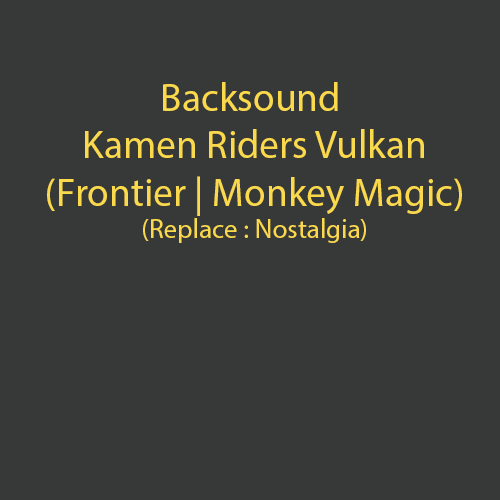 Backsound
Kamen Riders Vulkan
(Frontier | Monkey Magic)
(Replace : Nostalgia)